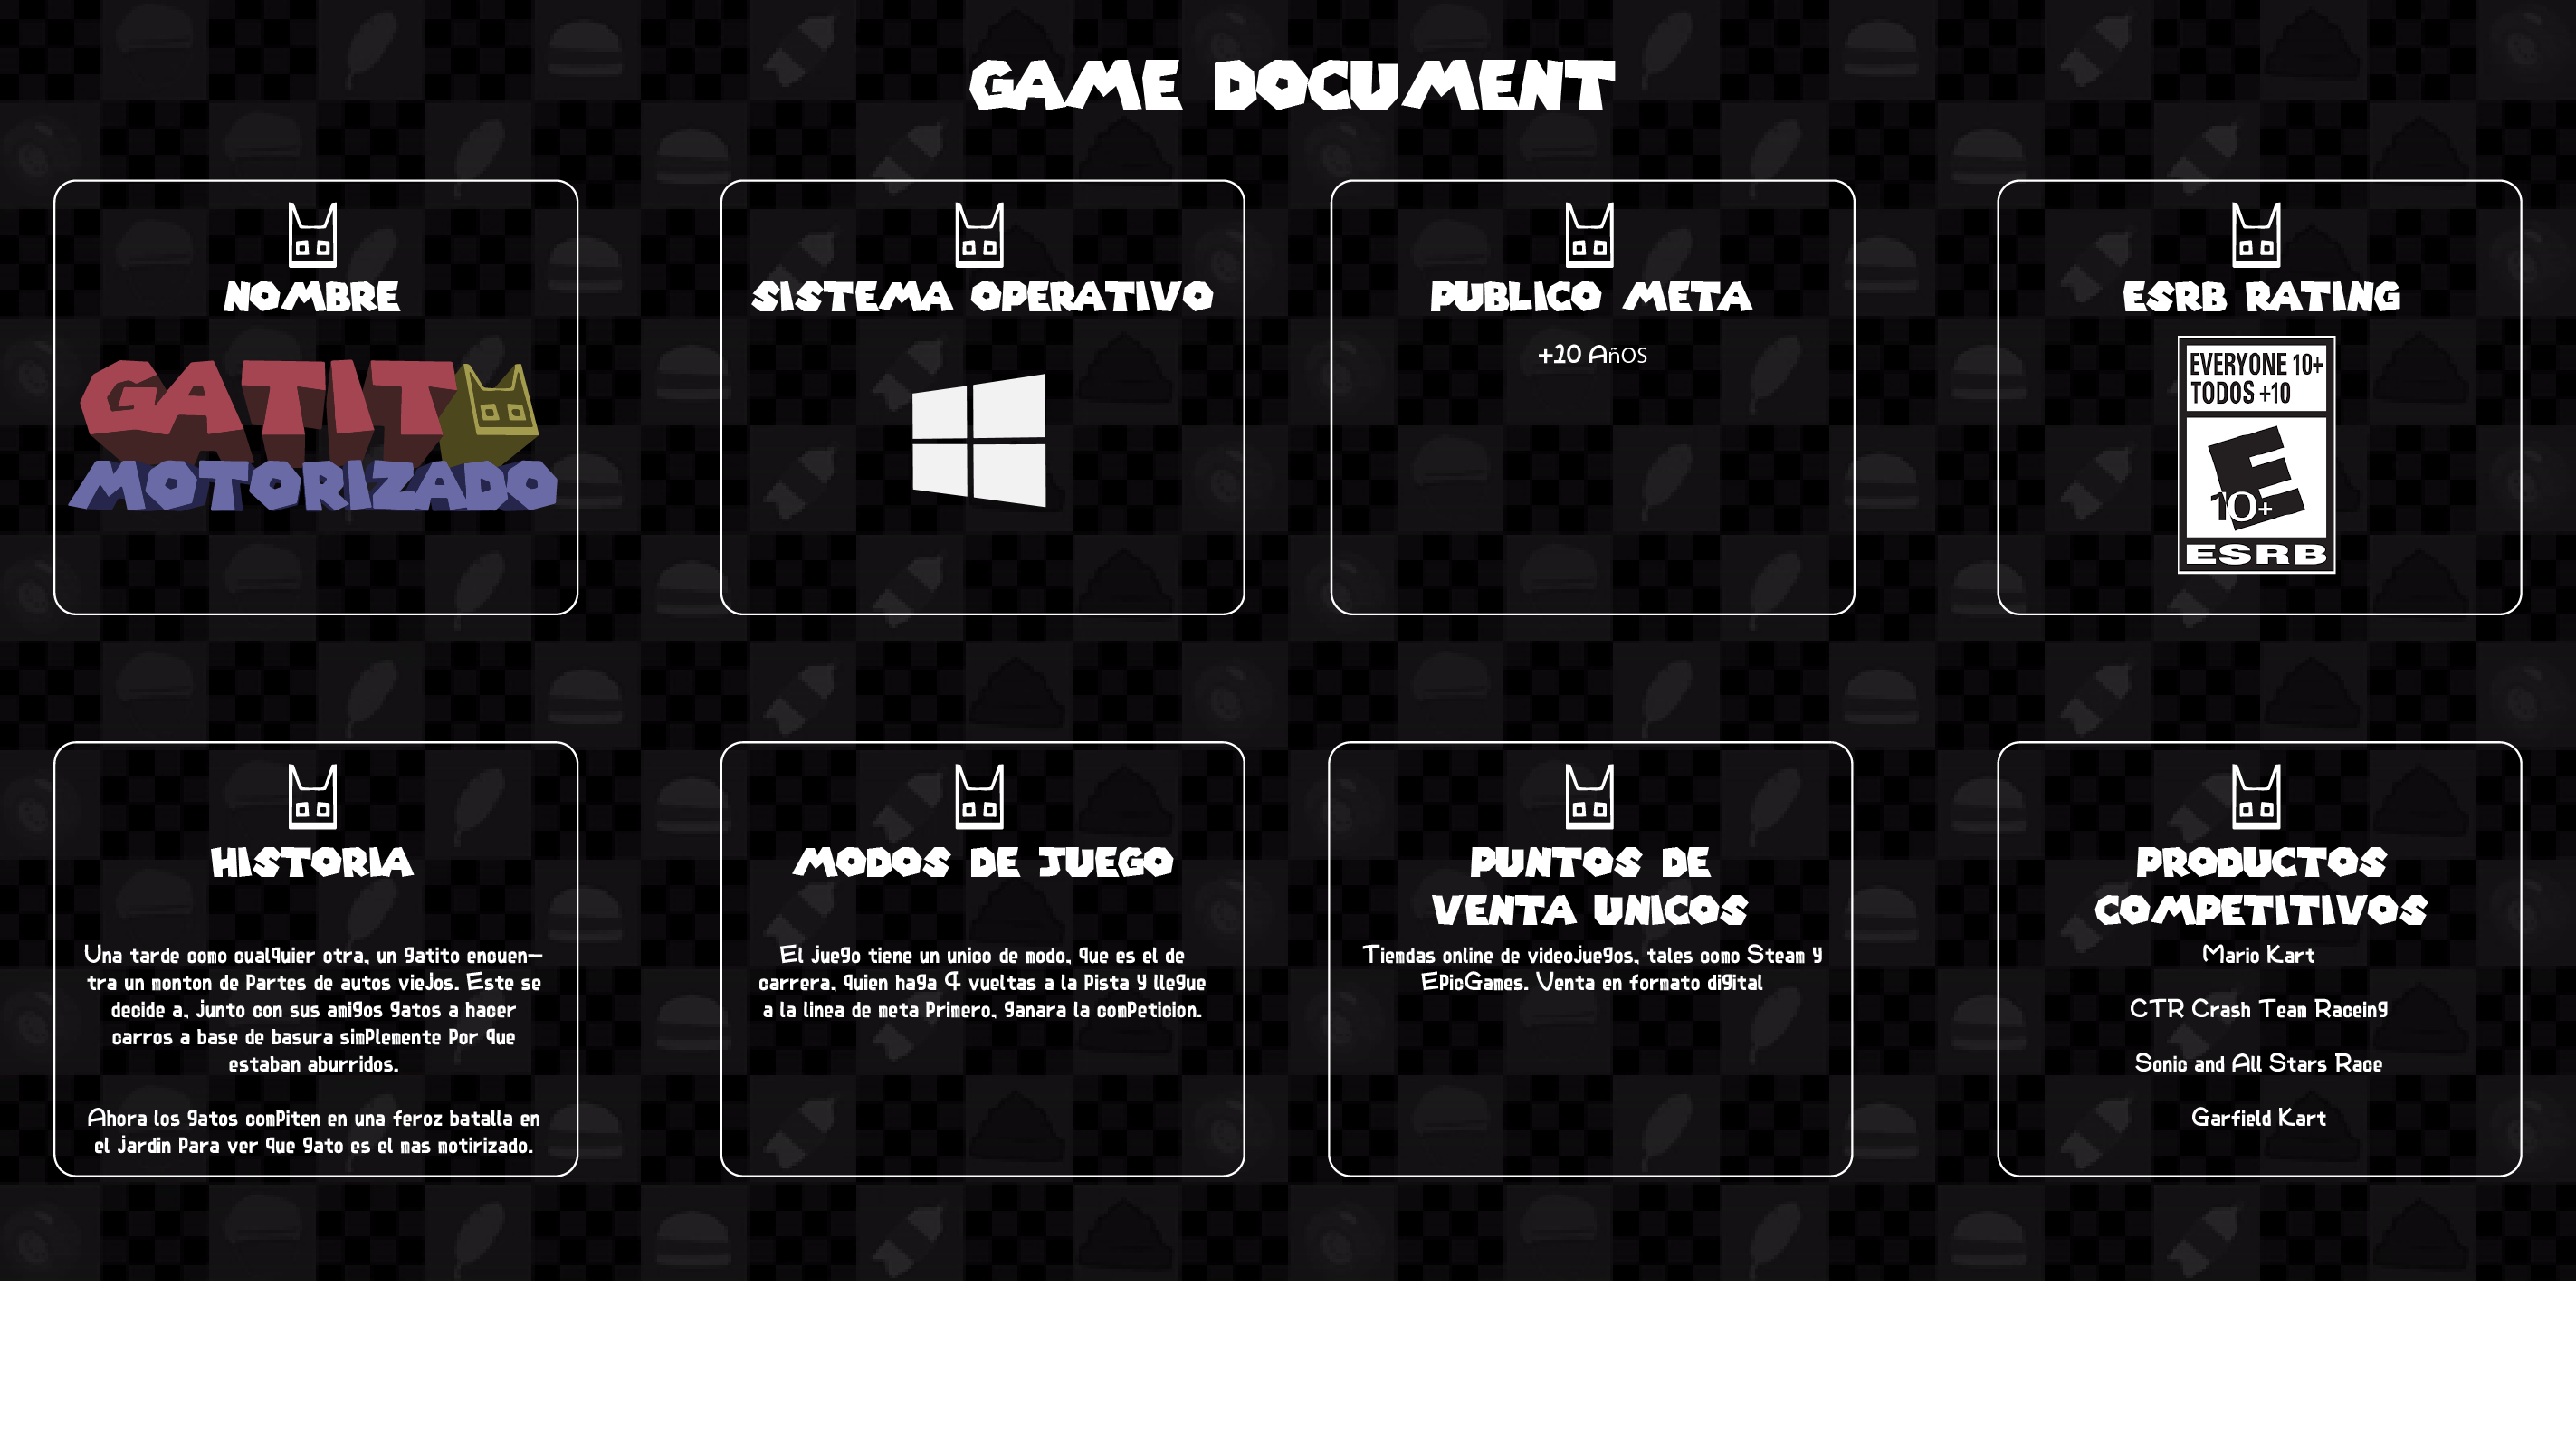 GAME DOCUMENT
NOMBRE
GATIT
MOTORIZADO
SISTEMA OPERATIVO
PUBLICO META
+10 Años
ESRB RATING
EVERYONE 10+
TODOS +10
E
10+
ESRB
HISTORIA
Una tarde como cualquier otra, un gatito encuen-
tra un monton de partes de autos viejos. Este se
decide a, junto con sus amigos gatos a hacer
carros a base de basura simplemente por que
estaban aburridos.
Ahora los gatos compiten en una feroz batalla en
el jardin para ver que gato es el mas motirizado.
MODOS DE JUEGO
El juego tiene un unico de modo, que es el de
carrera, quien haga 4 vueltas a la pista y llegue
a la linea de meta primero, ganara la competicion.
PUNTOS DE
VENTA UNICOS
Tiendas online de videojuegos, tales como Steam y
EpicGames. Venta en formato digital
PRODUCTOS
COMPETITIVOS
Mario Kart
CTR Crash Team Raceing
Sonic and All Stars Race
Garfield Kart